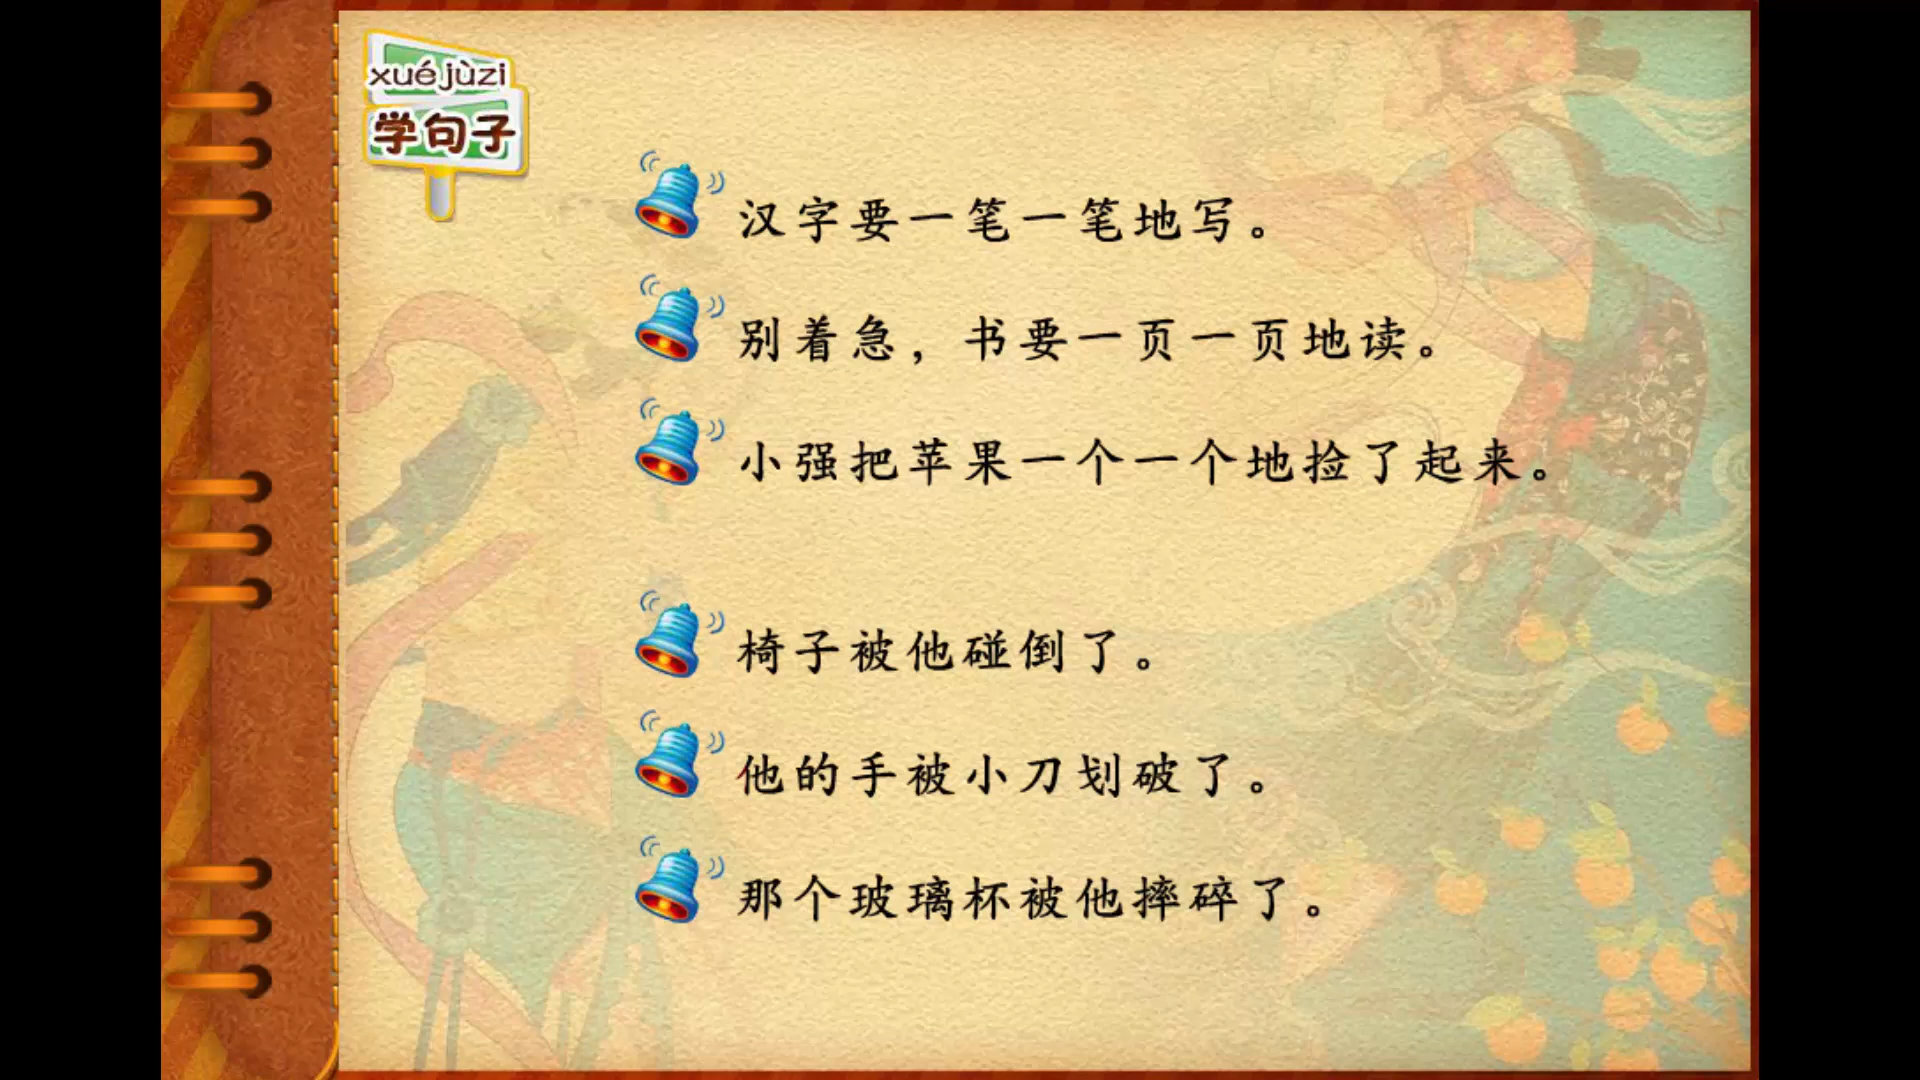 xué jùzi
学句子
汉字要一笔一笔地写。
别着急，书要一页一页地读。
小强把苹果一个一个地捡了起来。
椅子被他碰倒了。
他的手被小刀划破了。
那个玻璃杯被他摔碎了。